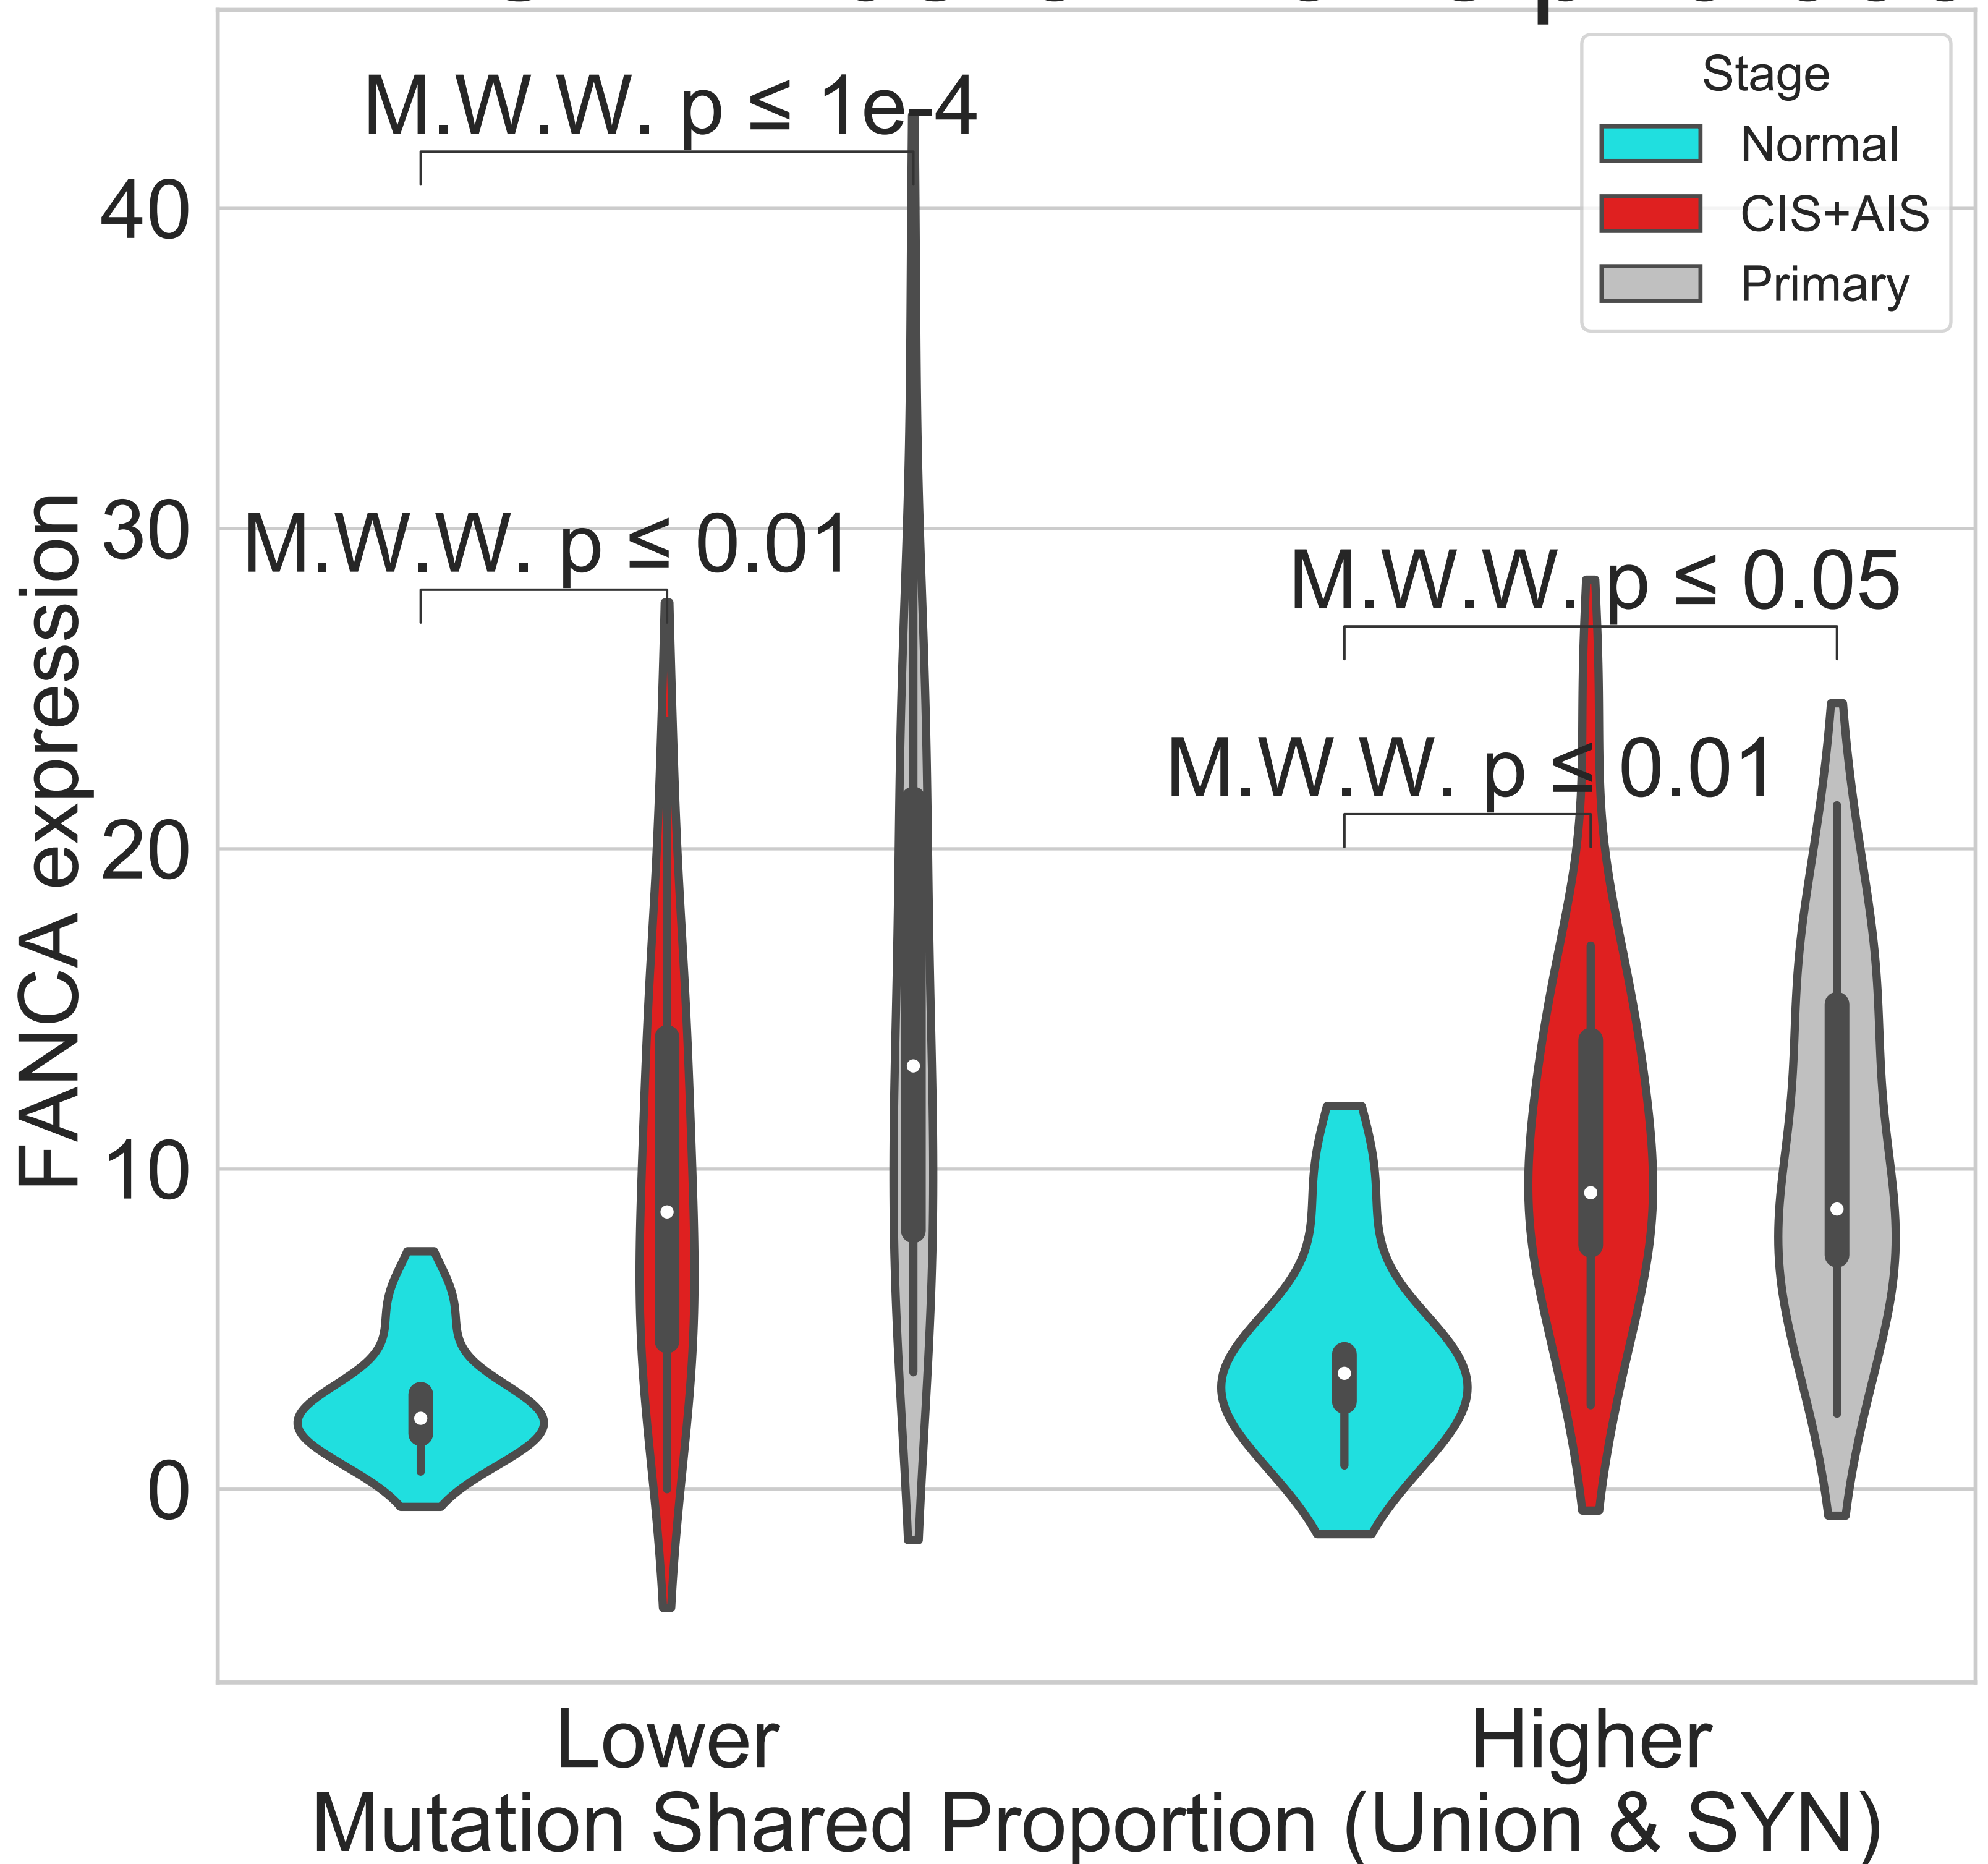 M.W.W. p ≤ 1e-4
Stage
Normal
CIS+AIS
Primary
40
30
20
10
0
FANCA expression
M.W.W. p ≤ 0.01
M.W.W. p ≤ 0.05
M.W.W. p ≤ 0.01
Lower
Higher
Mutation Shared Proportion (Union & SYN)